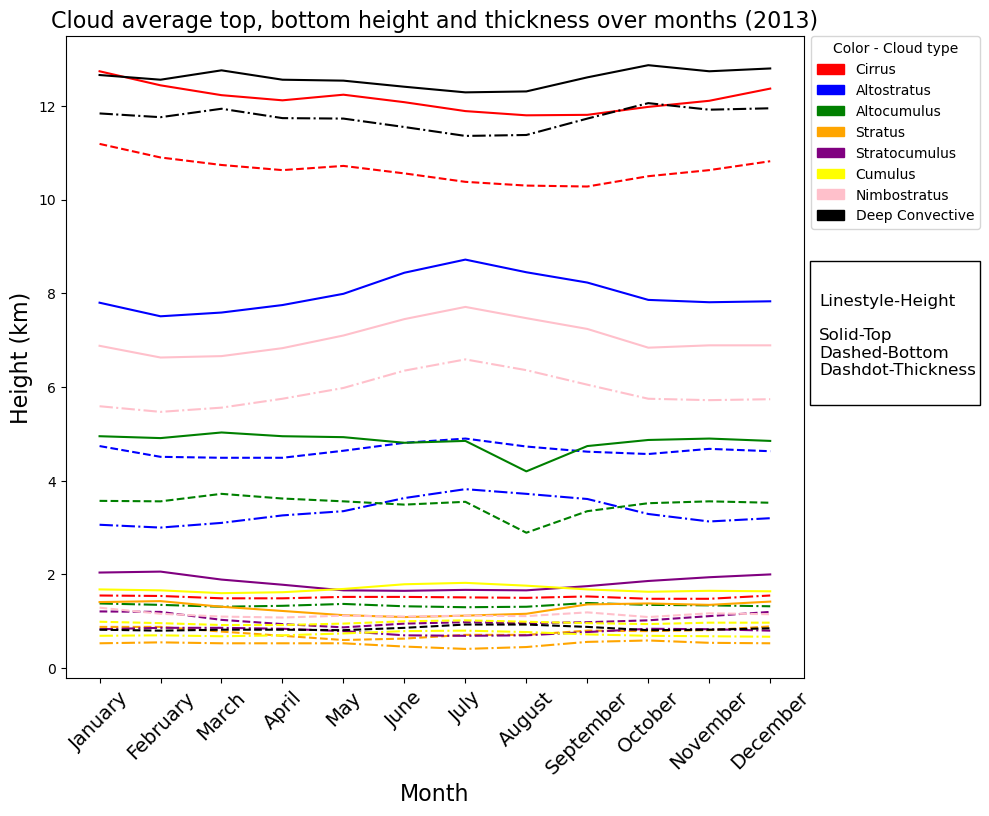 Cloud average top, bottom height and thickness over months (2013)
Color - Cloud type
Cirrus
Altostratus
Altocumulus
Stratus
Stratocumulus
Cumulus
Nimbostratus
Deep Convective
Linestyle-Height
Solid-Top
Dashed-Bottom
Dashdot-Thickness
Height (km)
12
10
8
6
4
2
0
January
February
March
April
May
June
July
August
September
October
November
December
Month